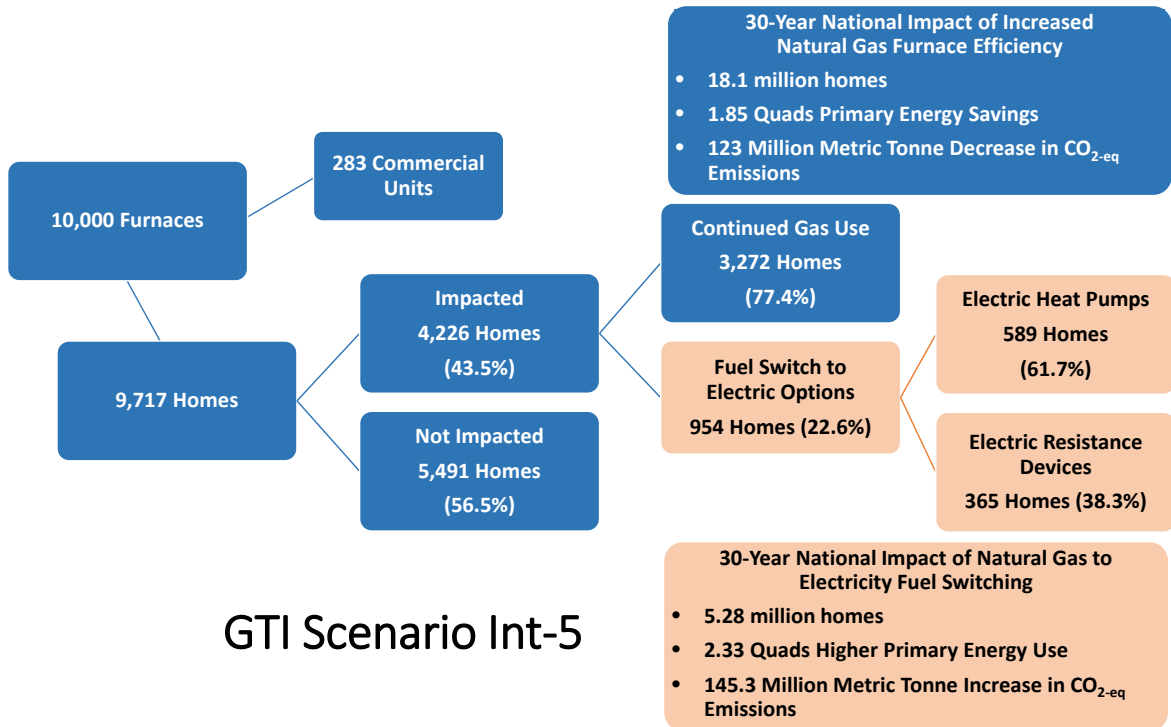 30-Year National Impact of Increased
Natural Gas Furnace Efficiency
• 18.1 million homes
• 1.85 Quads Primary Energy Savings
• 123 Million Metric Tonne Decrease in CO2-eq
Emissions
10,000 Furnaces
283 Commercial
Units
9,717 Homes
Impacted
4,226 Homes
(43.5%)
Not Impacted
5,491 Homes
(56.5%)
Continued Gas Use
3,272 Homes
(77.4%)
Fuel Switch to
Electric Options
954 Homes (22.6%)
Electric Heat Pumps
589 Homes
(61.7%)
Electric Resistance
Devices
365 Homes (38.3%)
30-Year National Impact of Natural Gas to
Electricity Fuel Switching
• 5.28 million homes
• 2.33 Quads Higher Primary Energy Use
• 145.3 Million Metric Tonne Increase in CO2-eq
Emissions
GTI Scenario Int-5